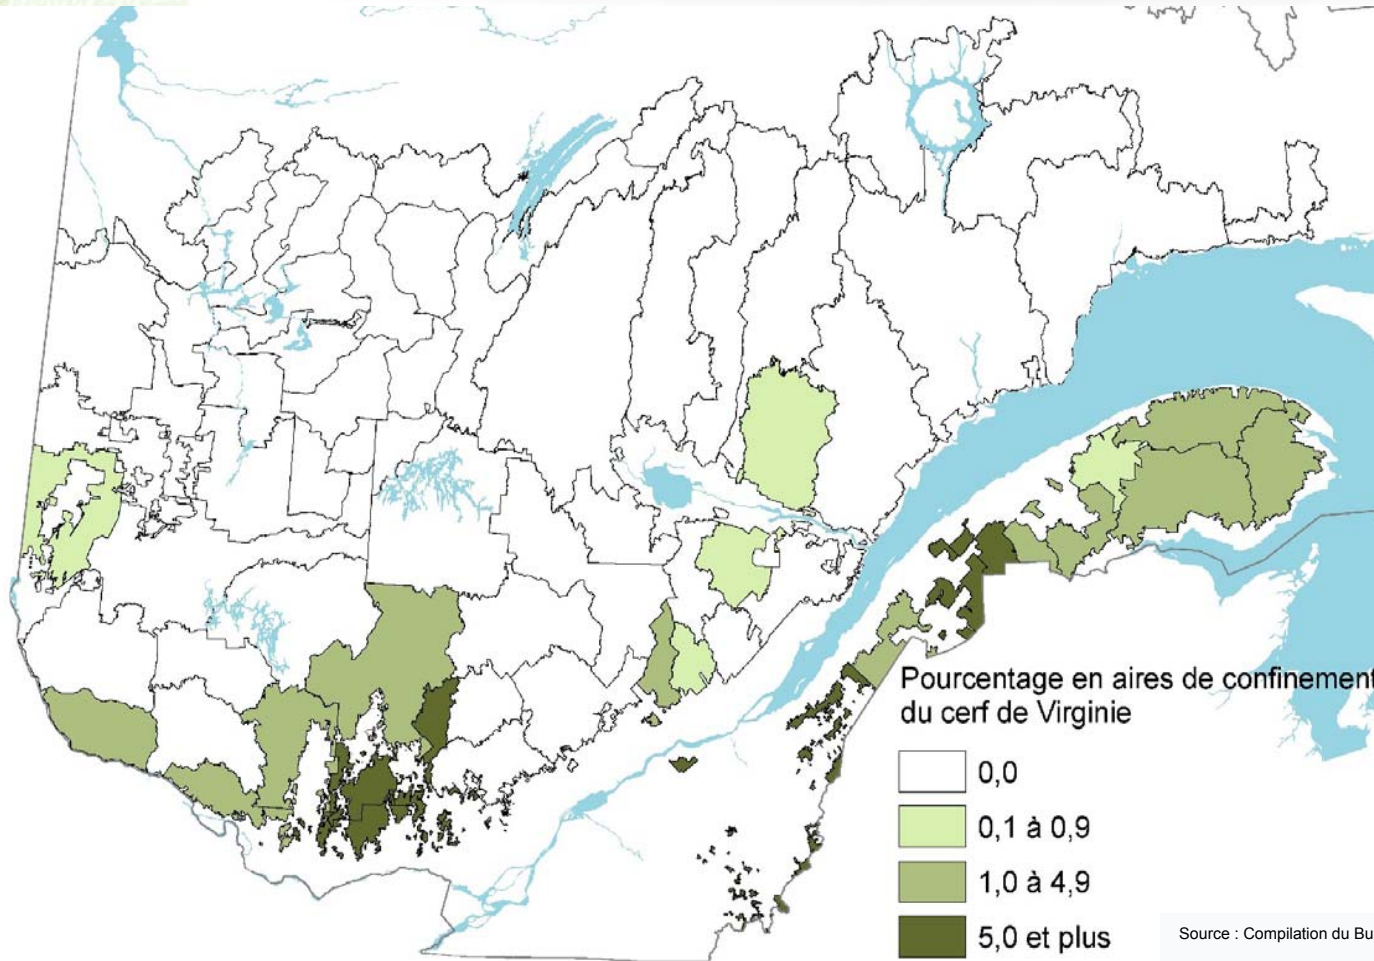 Pourcentage en aires de confinement
du cerf de Virginie
0,0
0,1 à 0,9
1,0 à 4,9
5,0 et plus
Source : Compilation du Bu